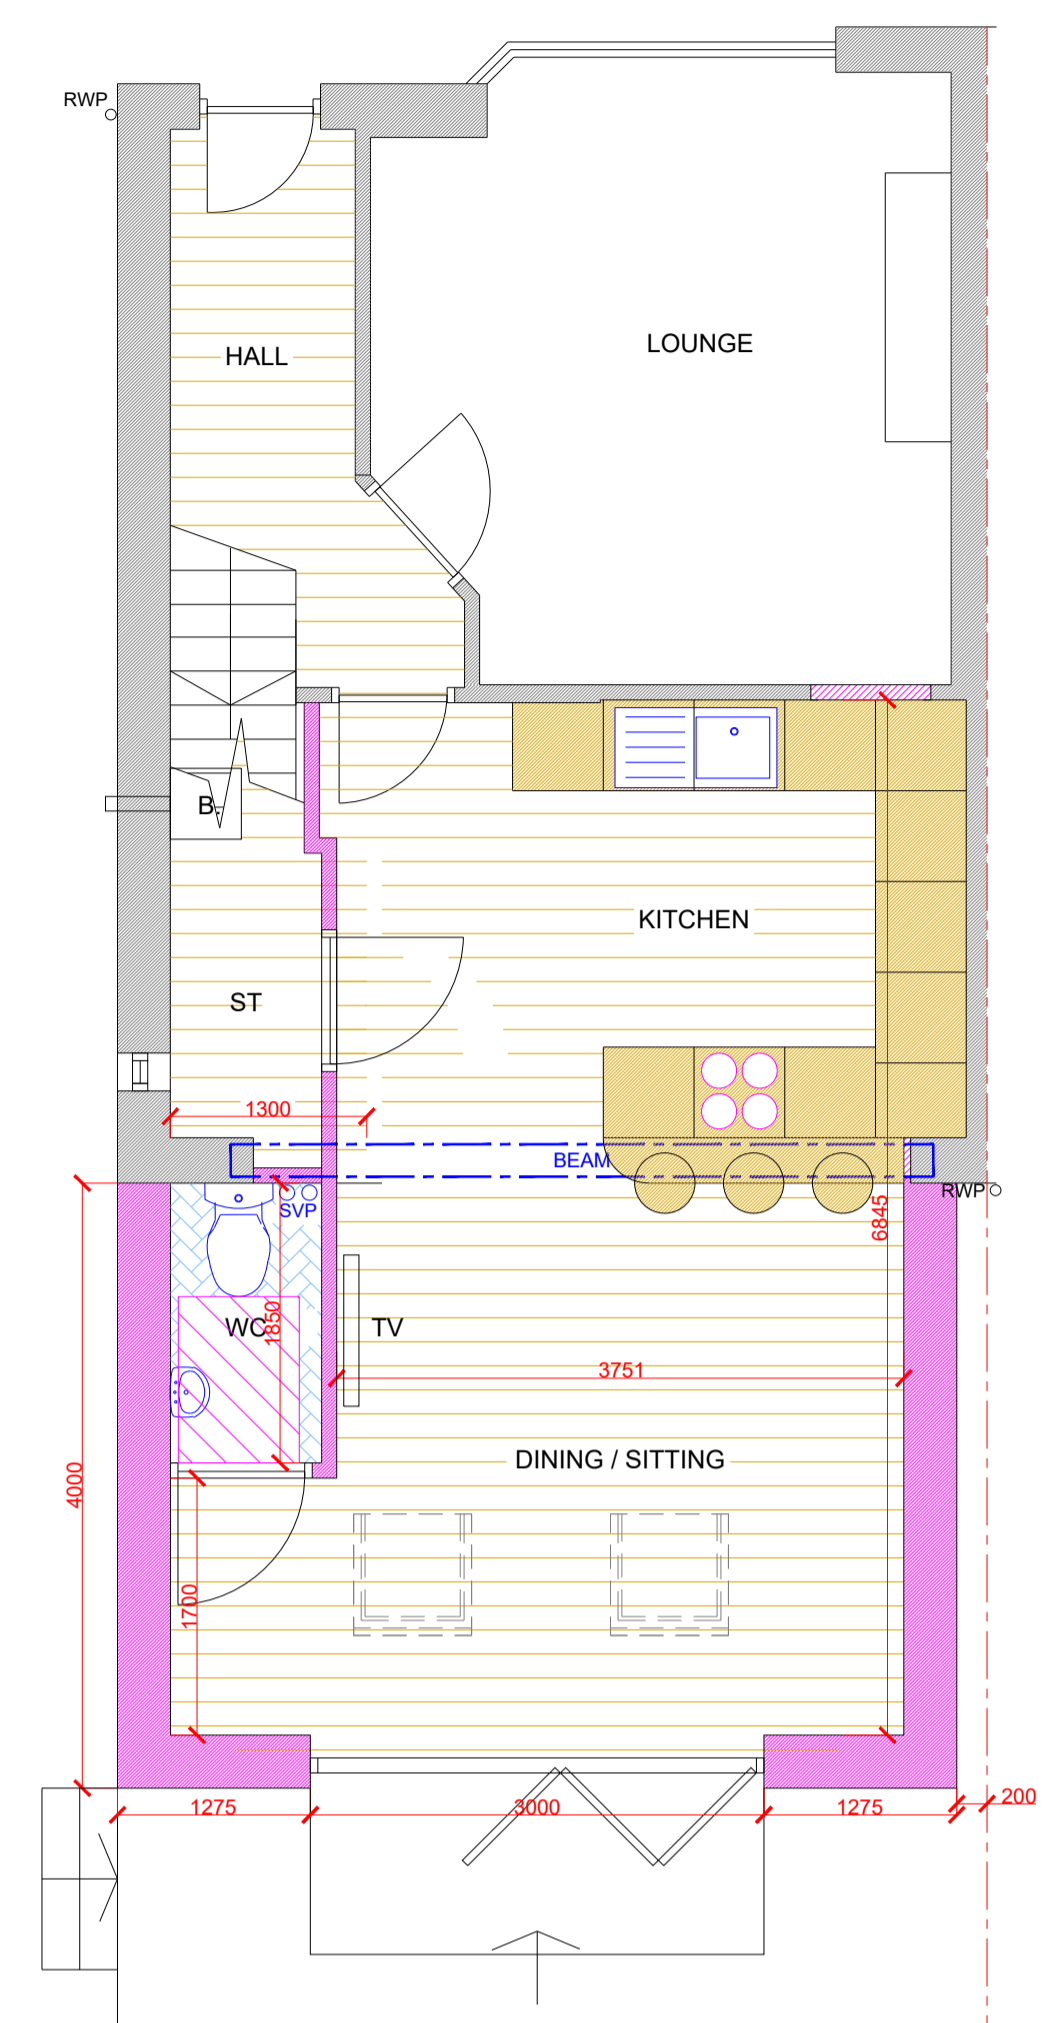 RWP
LOUNGE
HALL
B.
KITCHEN
ST
1300
BEAM
RWP
SVP
6845
WC
1850
TV
3751
DINING / SITTING
4000
1700
1275
3000
1275
200